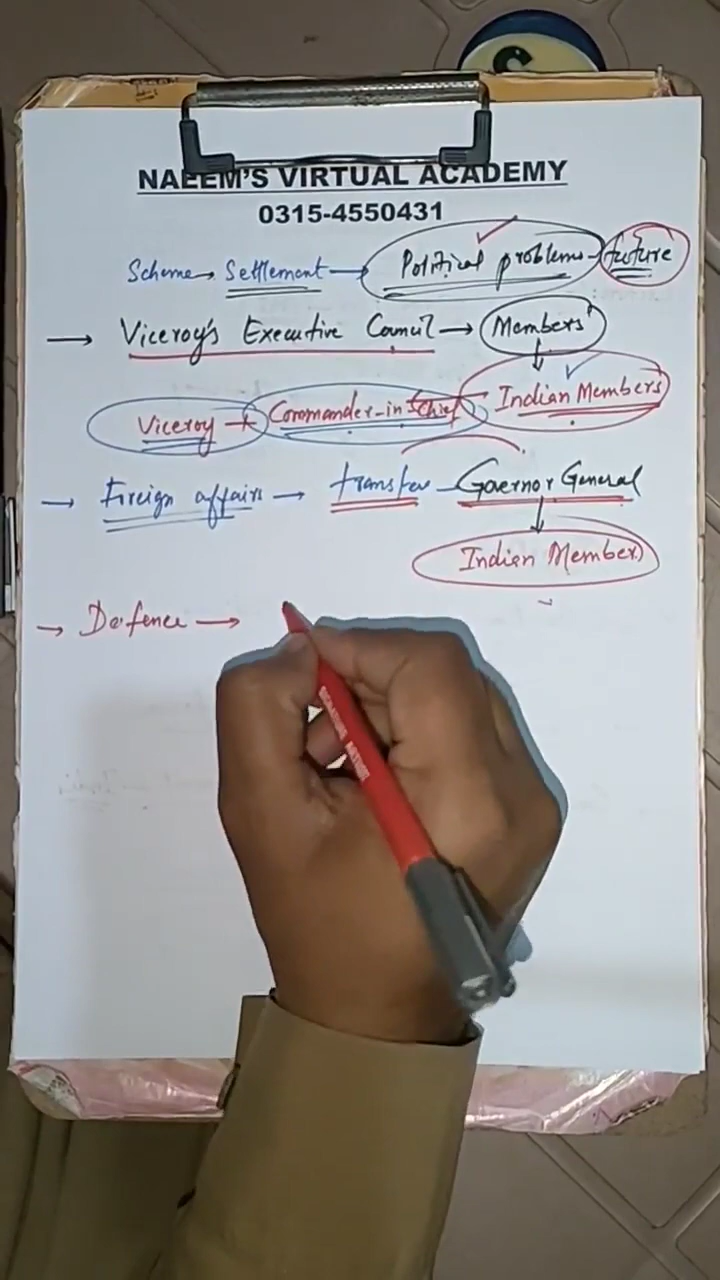 NAEEM'S VIRTUAL ACADEMY
0315-4550431
Scheme → Settlement → Political problems - future
→ Viceroy's Executive Council → Members'
Viceroy + Commander-in-Chief Indian Members
→ Foreign affairs → transfer - Governor General
Indian Member)
→ Defence →